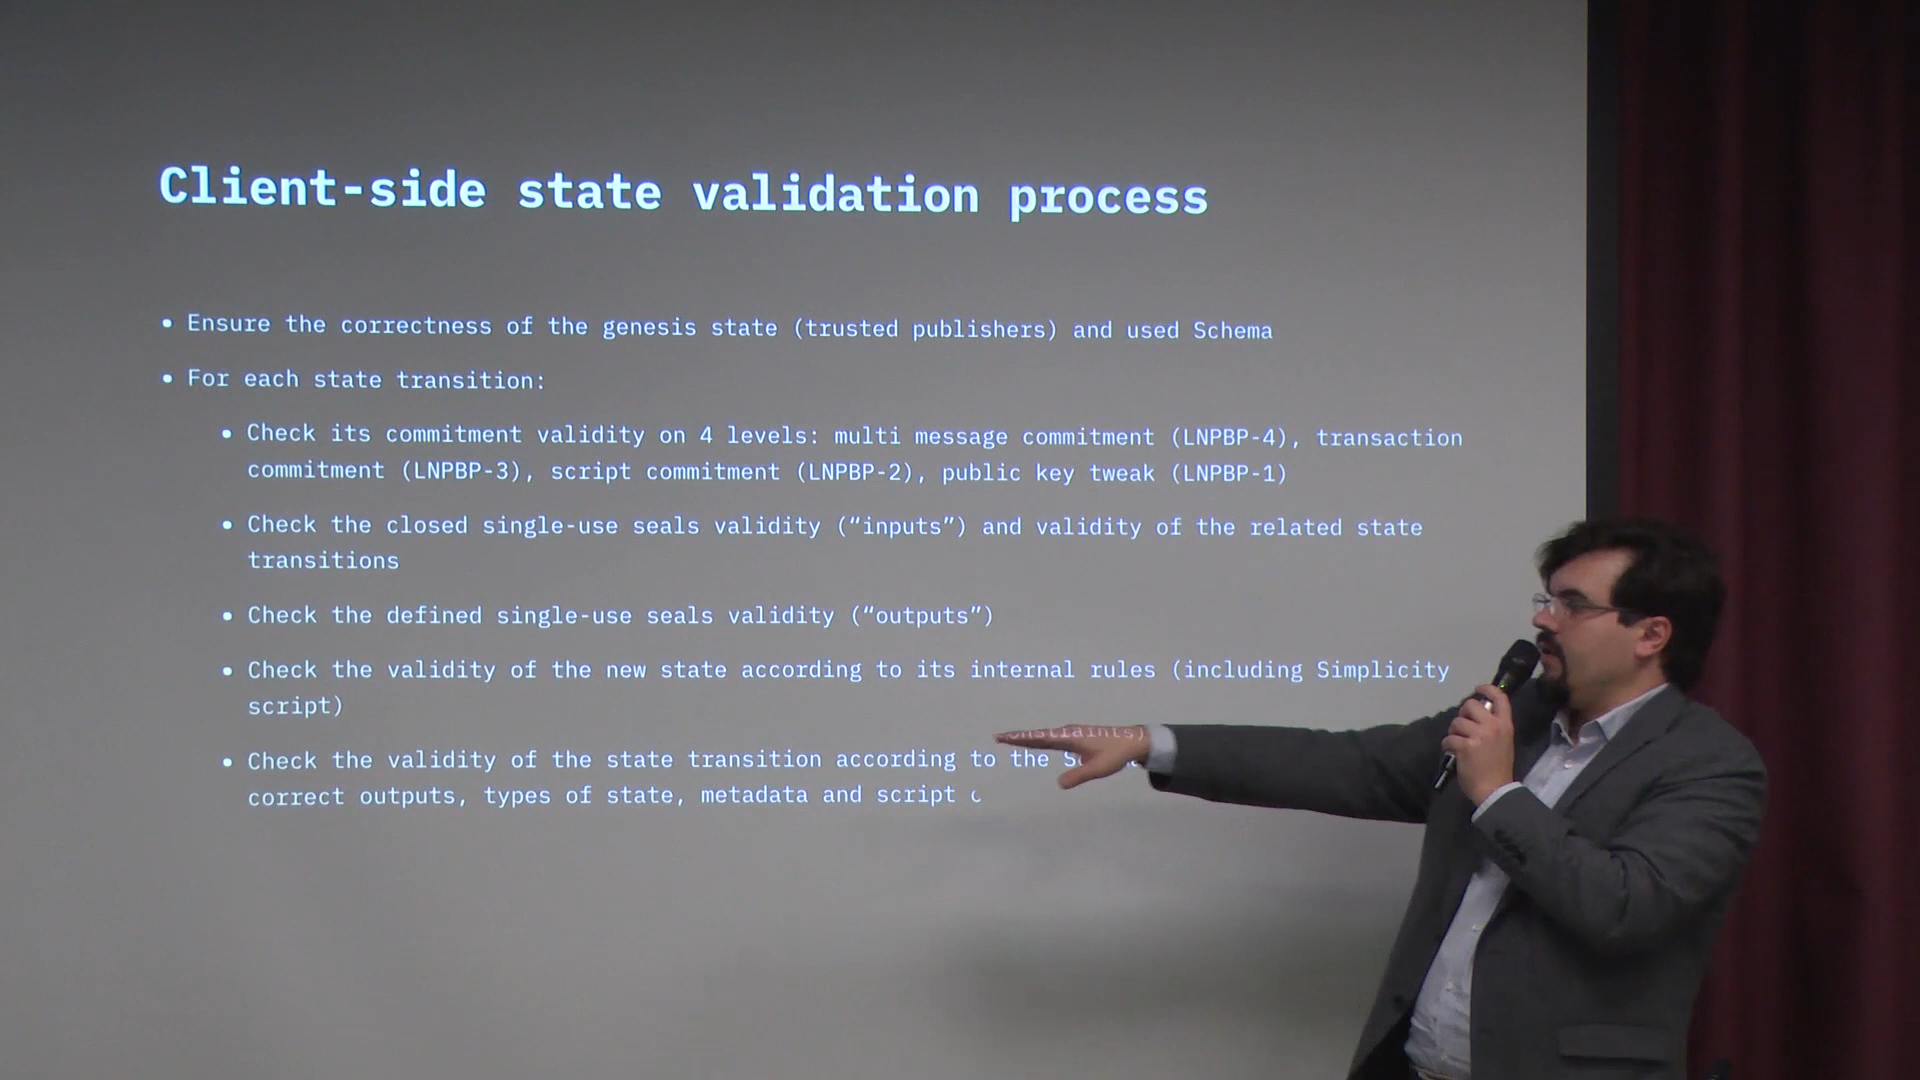 Client-side state validation process
• Ensure the correctness of the genesis state (trusted publishers) and used Schema
• For each state transition:
• Check its commitment validity on 4 levels: multi message commitment (LNPBP-4), transaction
commitment (LNPBP-3), script commitment (LNPBP-2), public key tweak (LNPBP-1)
• Check the closed single-use seals validity (“inputs”) and validity of the related state
transitions
• Check the defined single-use seals validity (“outputs”)
• Check the validity of the new state according to its internal rules (including Simplicity
script)
• Check the validity of the state transition according to the
correct outputs, types of state, metadata and script constraints)